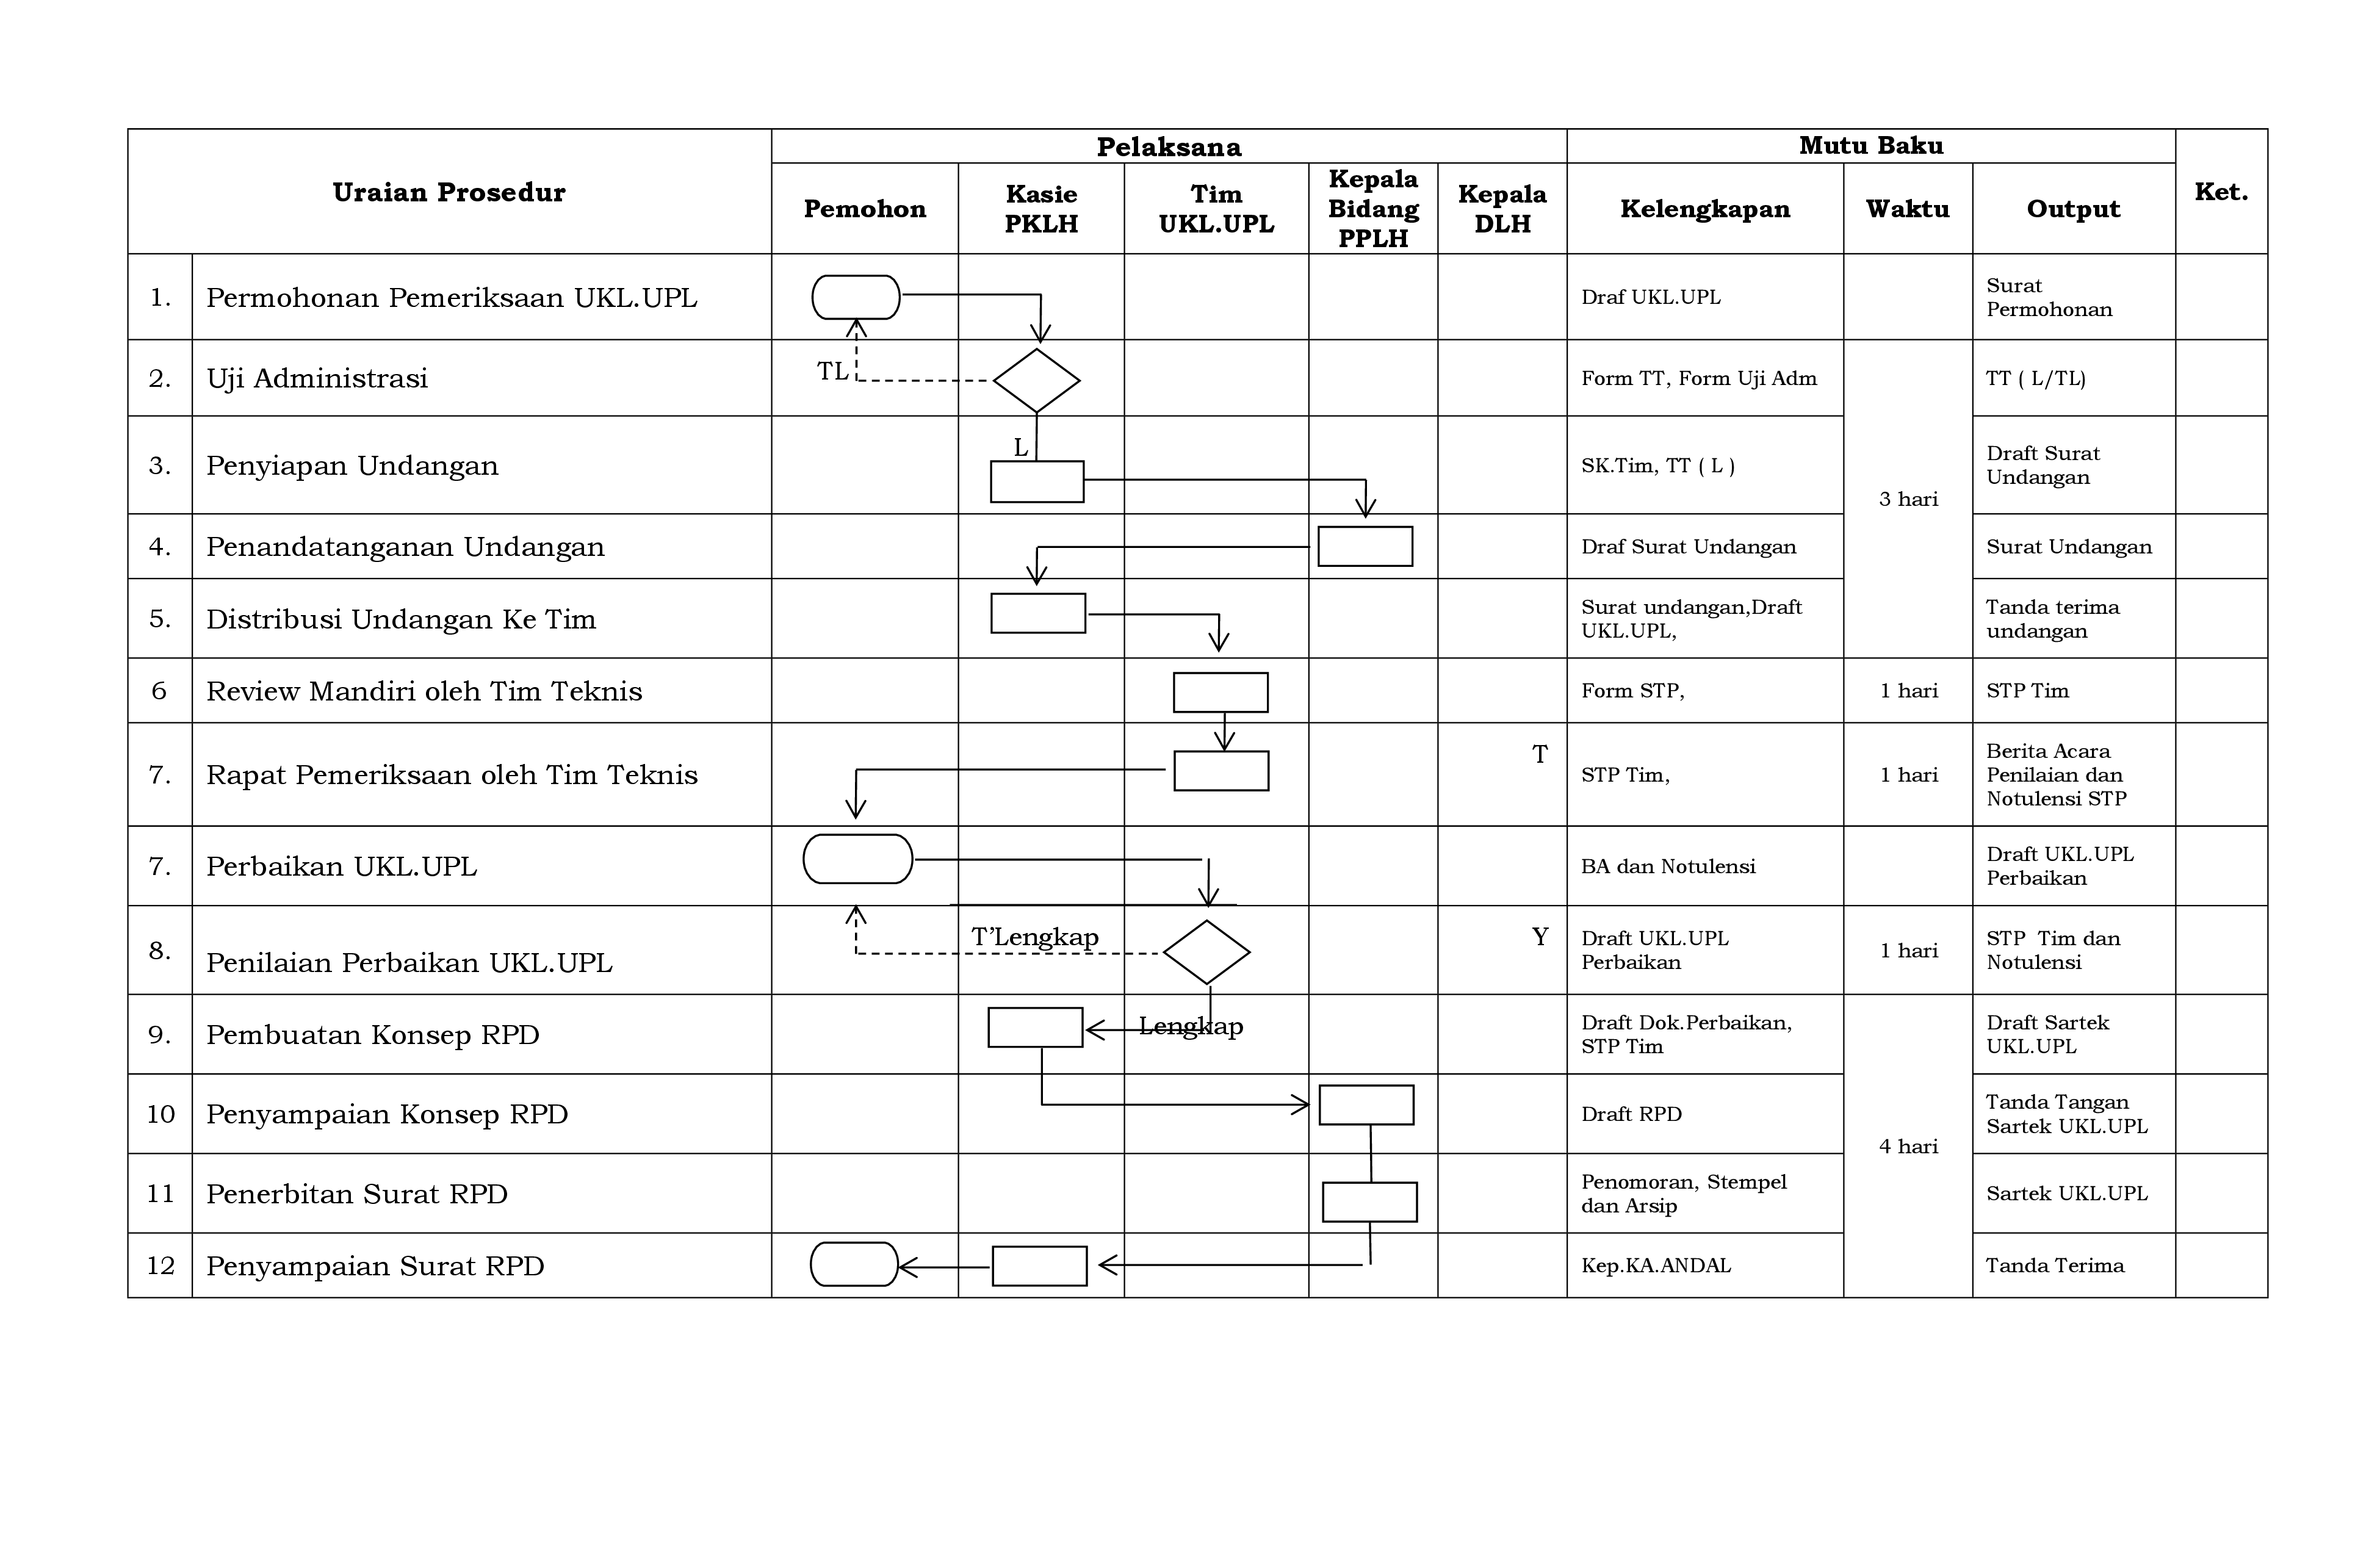 Uraian Prosedur
Pelaksana
Mutu Baku
Ket.
Pemohon
Kasie
PKLH
Tim
UKL.UPL
Kepala
Bidang
PPLH
Kepala
DLH
Kelengkapan
Waktu
Output
1.
Permohonan Pemeriksaan UKL.UPL
Draf UKL.UPL
Surat
Permohonan
2.
Uji Administrasi
TL
Form TT, Form Uji Adm
3 hari
TT ( L/TL)
3.
Penyiapan Undangan
L
SK.Tim, TT ( L )
Draft Surat
Undangan
4.
Penandatanganan Undangan
Draf Surat Undangan
Surat Undangan
5.
Distribusi Undangan Ke Tim
Surat undangan,Draft
UKL.UPL,
Tanda terima
undangan
6
Review Mandiri oleh Tim Teknis
Form STP,
1 hari
STP Tim
7.
Rapat Pemeriksaan oleh Tim Teknis
T
STP Tim,
1 hari
Berita Acara
Penilaian dan
Notulensi STP
7.
Perbaikan UKL.UPL
BA dan Notulensi
Draft UKL.UPL
Perbaikan
8.
Penilaian Perbaikan UKL.UPL
T’Lengkap
Y
Draft UKL.UPL
Perbaikan
1 hari
STP  Tim dan
Notulensi
9.
Pembuatan Konsep RPD
Lengkap
Draft Dok.Perbaikan,
STP Tim
4 hari
Draft Sartek
UKL.UPL
10
Penyampaian Konsep RPD
Draft RPD
Tanda Tangan
Sartek UKL.UPL
11
Penerbitan Surat RPD
Penomoran, Stempel
dan Arsip
Sartek UKL.UPL
12
Penyampaian Surat RPD
Kep.KA.ANDAL
Tanda Terima